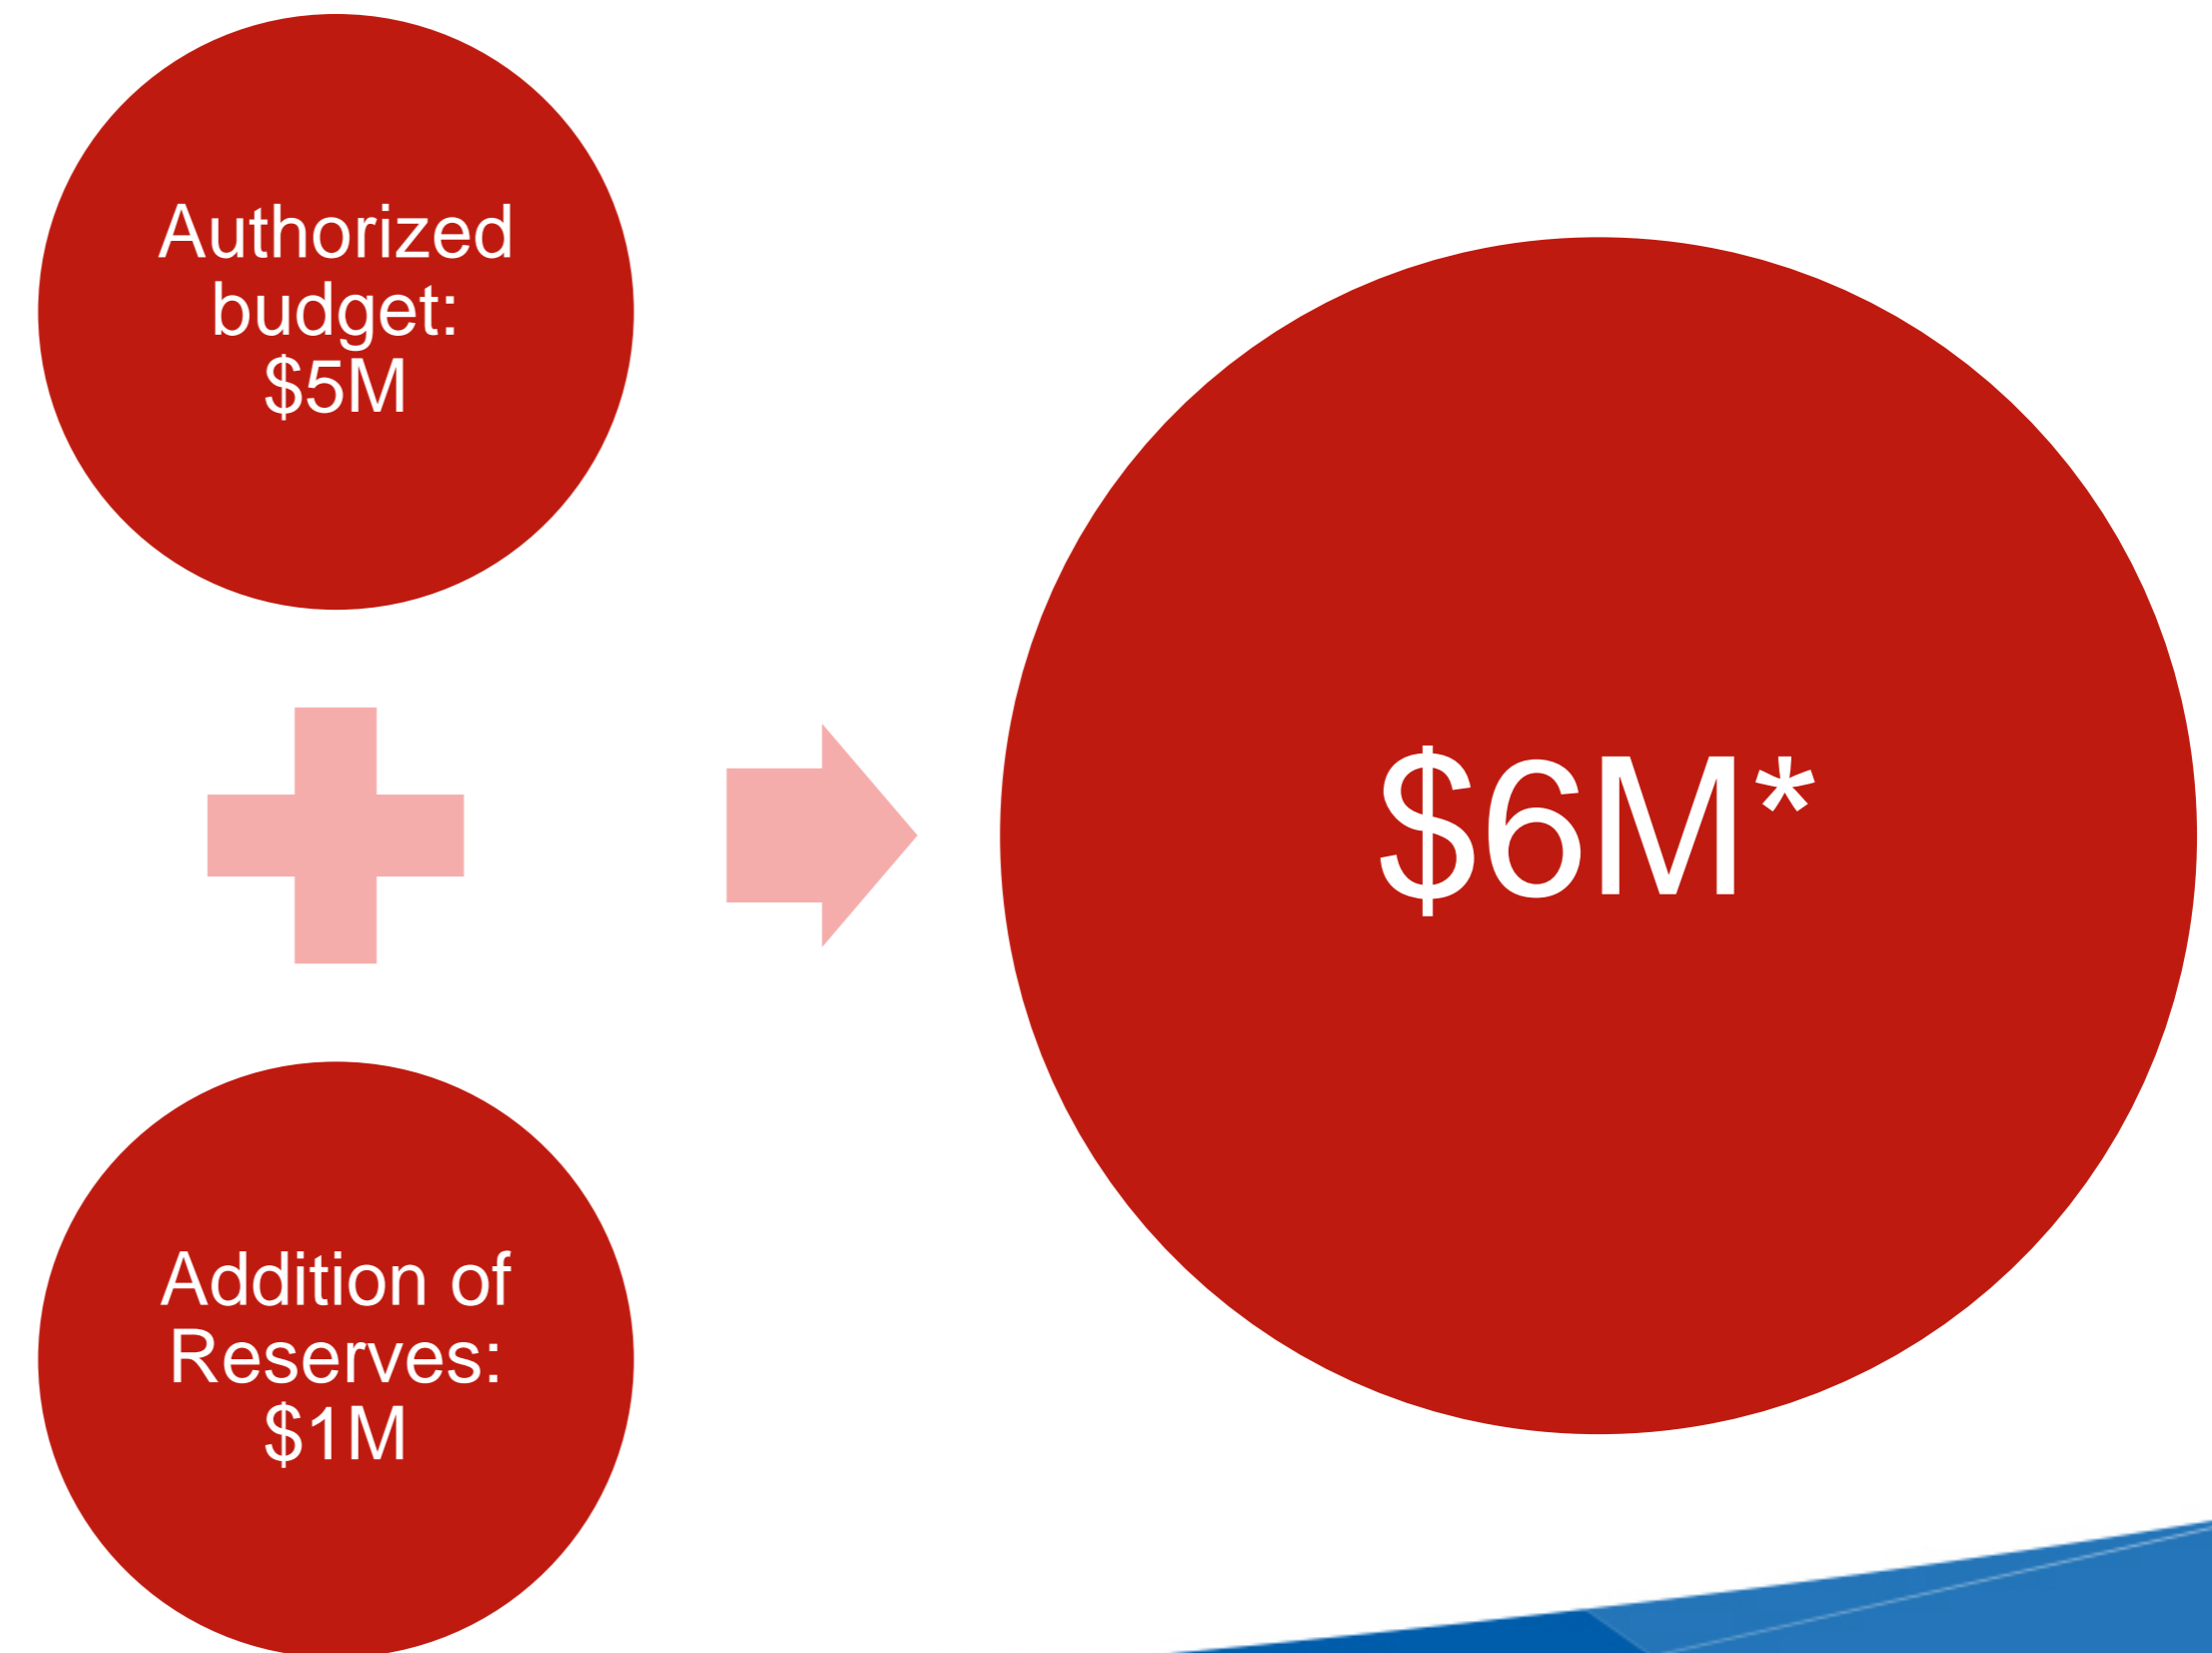 Authorized
budget:
$5M
Addition of
Reserves:
$1M
$6M*